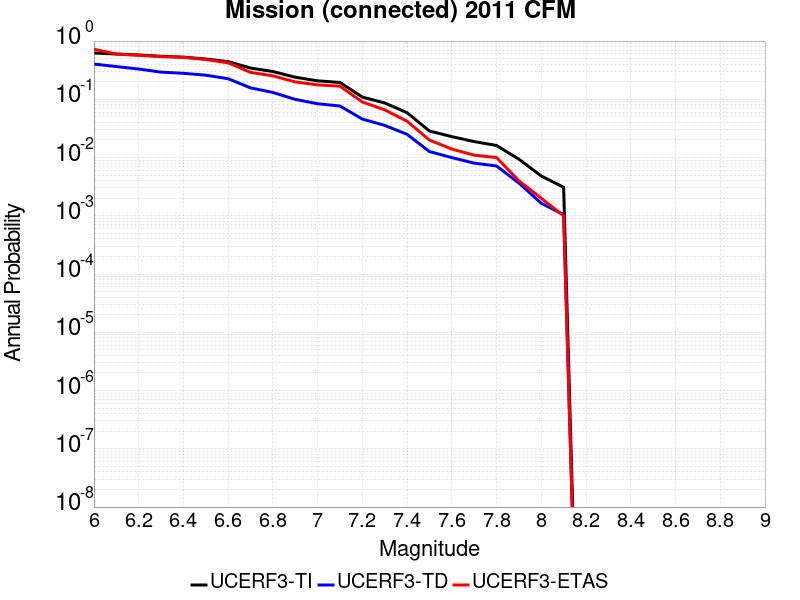 Mission (connected) 2011 CFM
10^0
10^-1
10^-2
10^-3
10^-4
10^-5
10^-6
10^-7
10^-8
Annual Probability
6 6.2 6.4 6.6 6.8 7 7.2 7.4 7.6 7.8 8 8.2 8.4 8.6 8.8 9
Magnitude
UCERF3-TI UCERF3-TD UCERF3-ETAS